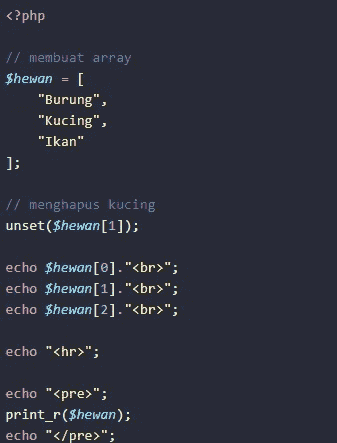 <?php
// membuat array
$hewan = [
"Burung",
"Kucing",
"Ikan"
];
// menghapus kucing
unset($hewan[1]);
echo $hewan[0]."<br>";
echo $hewan[1]."<br>";
echo $hewan[2]."<br>";
echo "<hr>";
echo "<pre>";
print_r($hewan);
echo "</pre>";